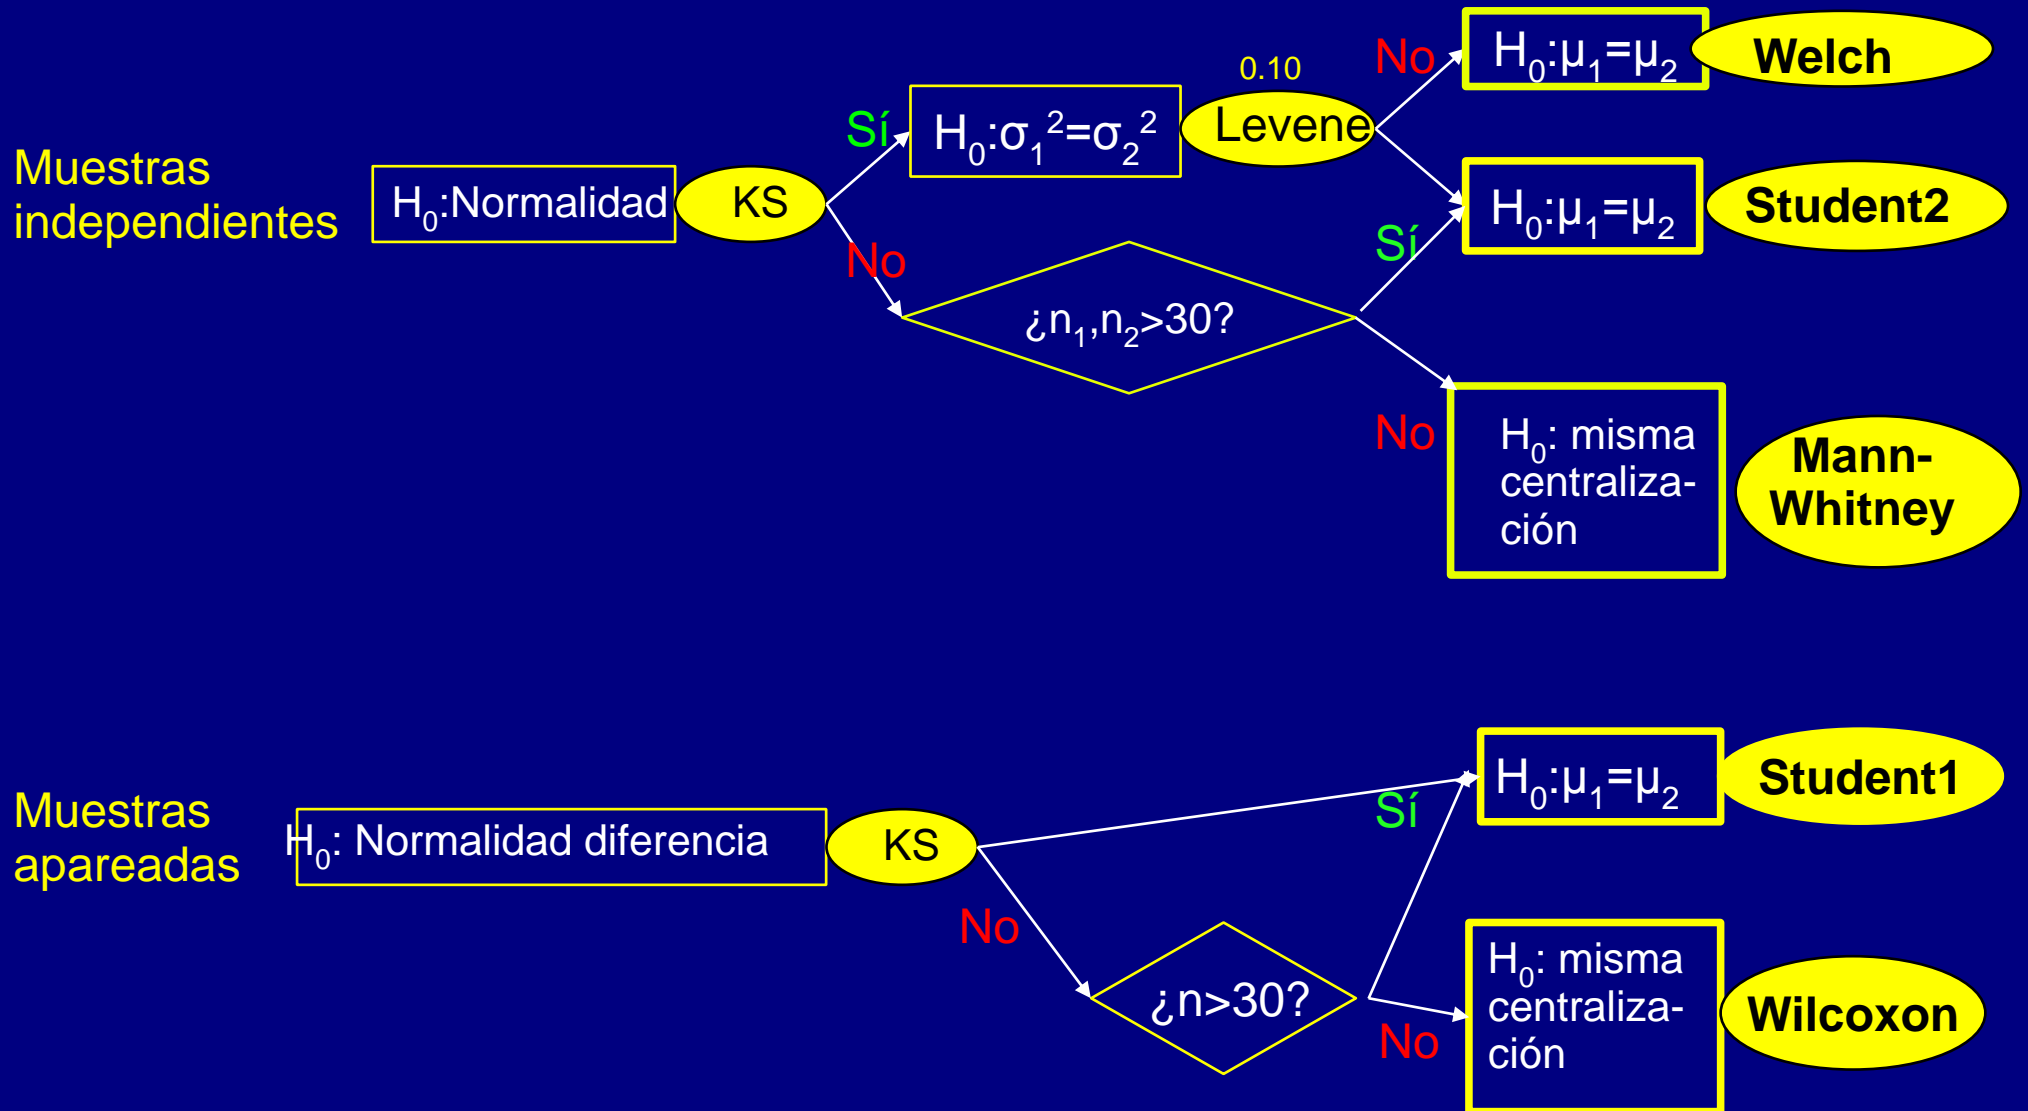 Muestras
independientes
H₀:Normalidad
KS
Sí
No
H₀:σ₁²=σ₂²
0.10
Levene
¿n₁,n₂>30?
No
H₀:μ₁=μ₂
Welch
Sí
H₀:μ₁=μ₂
Student2
No
H₀: misma
centraliza-
ción
Mann-
Whitney
Muestras
apareadas
H₀: Normalidad diferencia
KS
No
¿n>30?
Sí
H₀:μ₁=μ₂
Student1
No
H₀: misma
centraliza-
ción
Wilcoxon